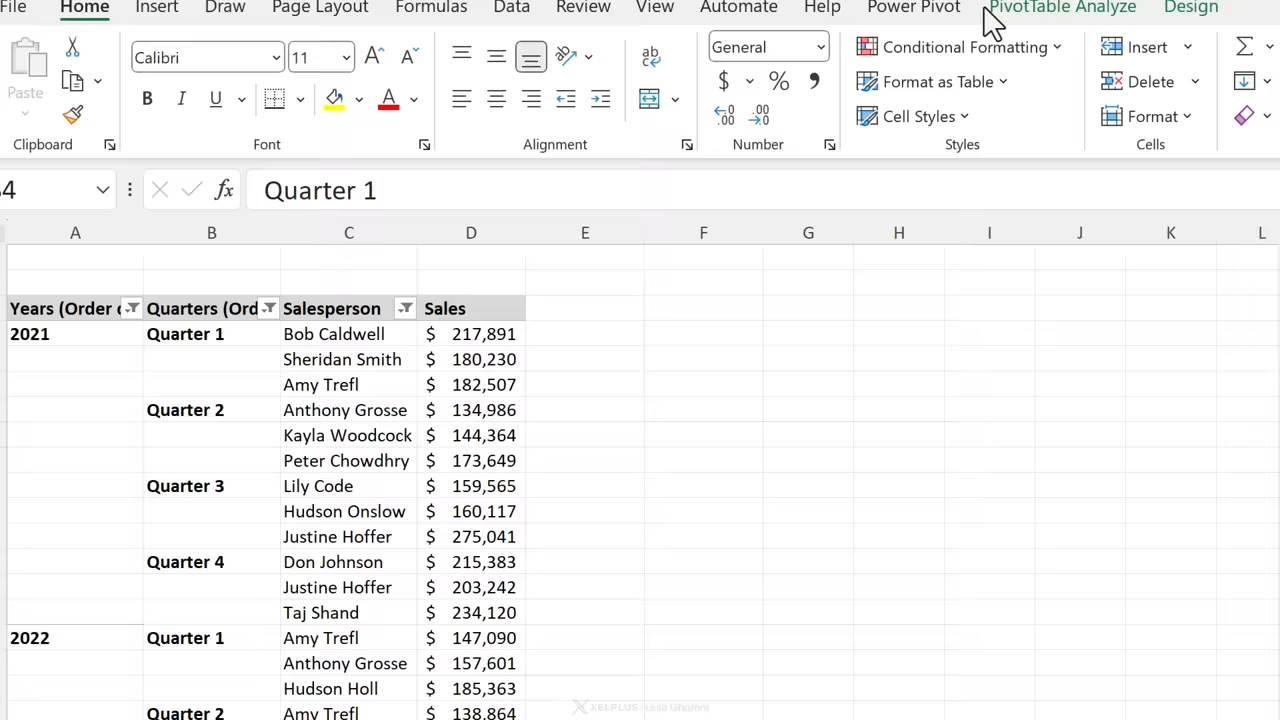 File Home Insert Draw Page Layout Formulas Data Review View Automate Help Power Pivot PivotTable Analyze Design
Calibri 11 General Conditional Formatting Insert
Paste B I U A $ % Format as Table Delete
Cell Styles Format
Clipboard Font Alignment Number Styles Cells
fx Quarter 1
A B C D E F G H I J K L
Years (Order Quarters (Ord Salesperson Sales
2021 Quarter 1 Bob Caldwell $ 217,891
Sheridan Smith $ 180,230
Amy Trefl $ 182,507
Quarter 2 Anthony Grosse $ 134,986
Kayla Woodcock $ 144,364
Peter Chowdhry $ 173,649
Quarter 3 Lily Code $ 159,565
Hudson Onslow $ 160,117
Justine Hoffer $ 275,041
Quarter 4 Don Johnson $ 215,383
Justine Hoffer $ 203,242
Taj Shand $ 234,120
2022 Quarter 1 Amy Trefl $ 147,090
Anthony Grosse $ 157,601
Hudson Holl $ 185,363
Quarter 2 Amy Trefl $ 138,864
XELPLUS